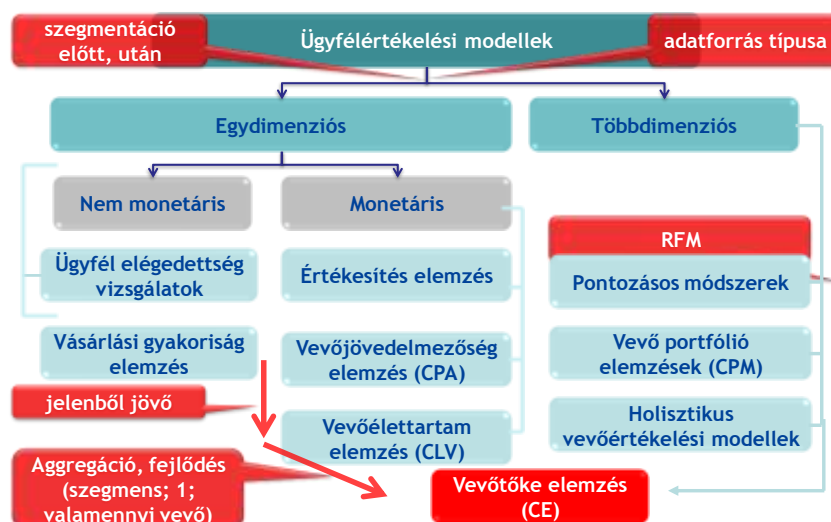 szegmentáció
előtt, után
Ügyfélértékelési modellek
adatforrás típusa
Egydimenziós
Többdimenziós
Nem monetáris
Monetáris
RFM
Ügyfél elégedettség
vizsgálatok
Értékesítés elemzés
Pontozásos módszerek
Vásárlási gyakoriság
elemzés
Vevőjövedelmezőség
elemzés (CPA)
Vevő portfólió
elemzések (CPM)
jelenből jövő
Vevőélettartam
elemzés (CLV)
Holisztikus
vevőértékelési modellek
Aggregáció, fejlődés
(szegmens; 1;
valamennyi vevő)
Vevőtőke elemzés
(CE)